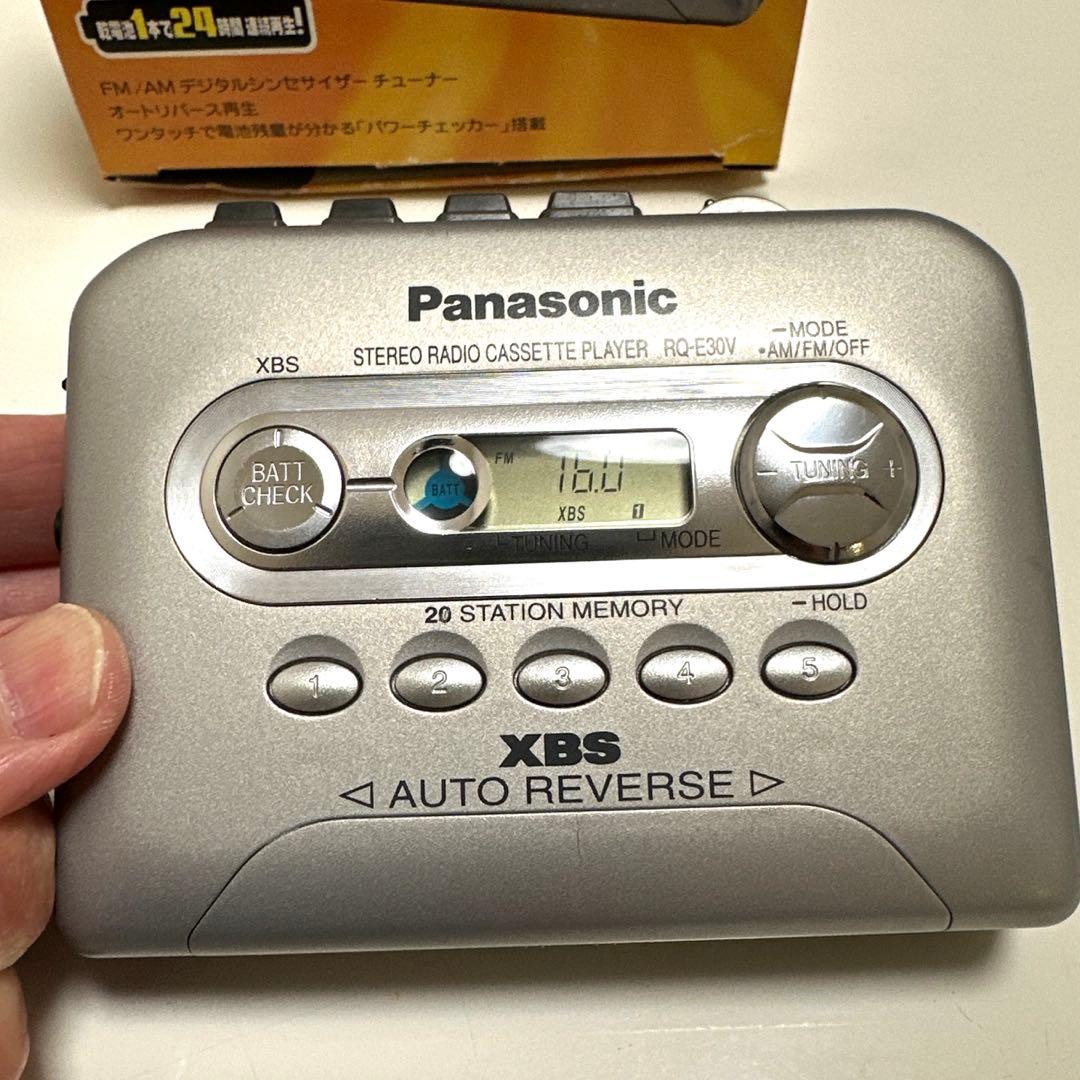 乾電池1本で24時間 連続再生!
FM/AM デジタルシンセサイザー チューナー
オートリバース再生
ワンタッチで電池残量が分かる「パワーチェッカー」搭載
Panasonic
STEREO RADIO CASSETTE PLAYER RQ-E30V
–MODE
•AM/FM/OFF
XBS
BATT
CHECK
BATT
FM 16.0
XBS 1
– TUNING +
TUNING MODE
20 STATION MEMORY
–HOLD
1 2 3 4 5
XBS
◁ AUTO REVERSE ▷